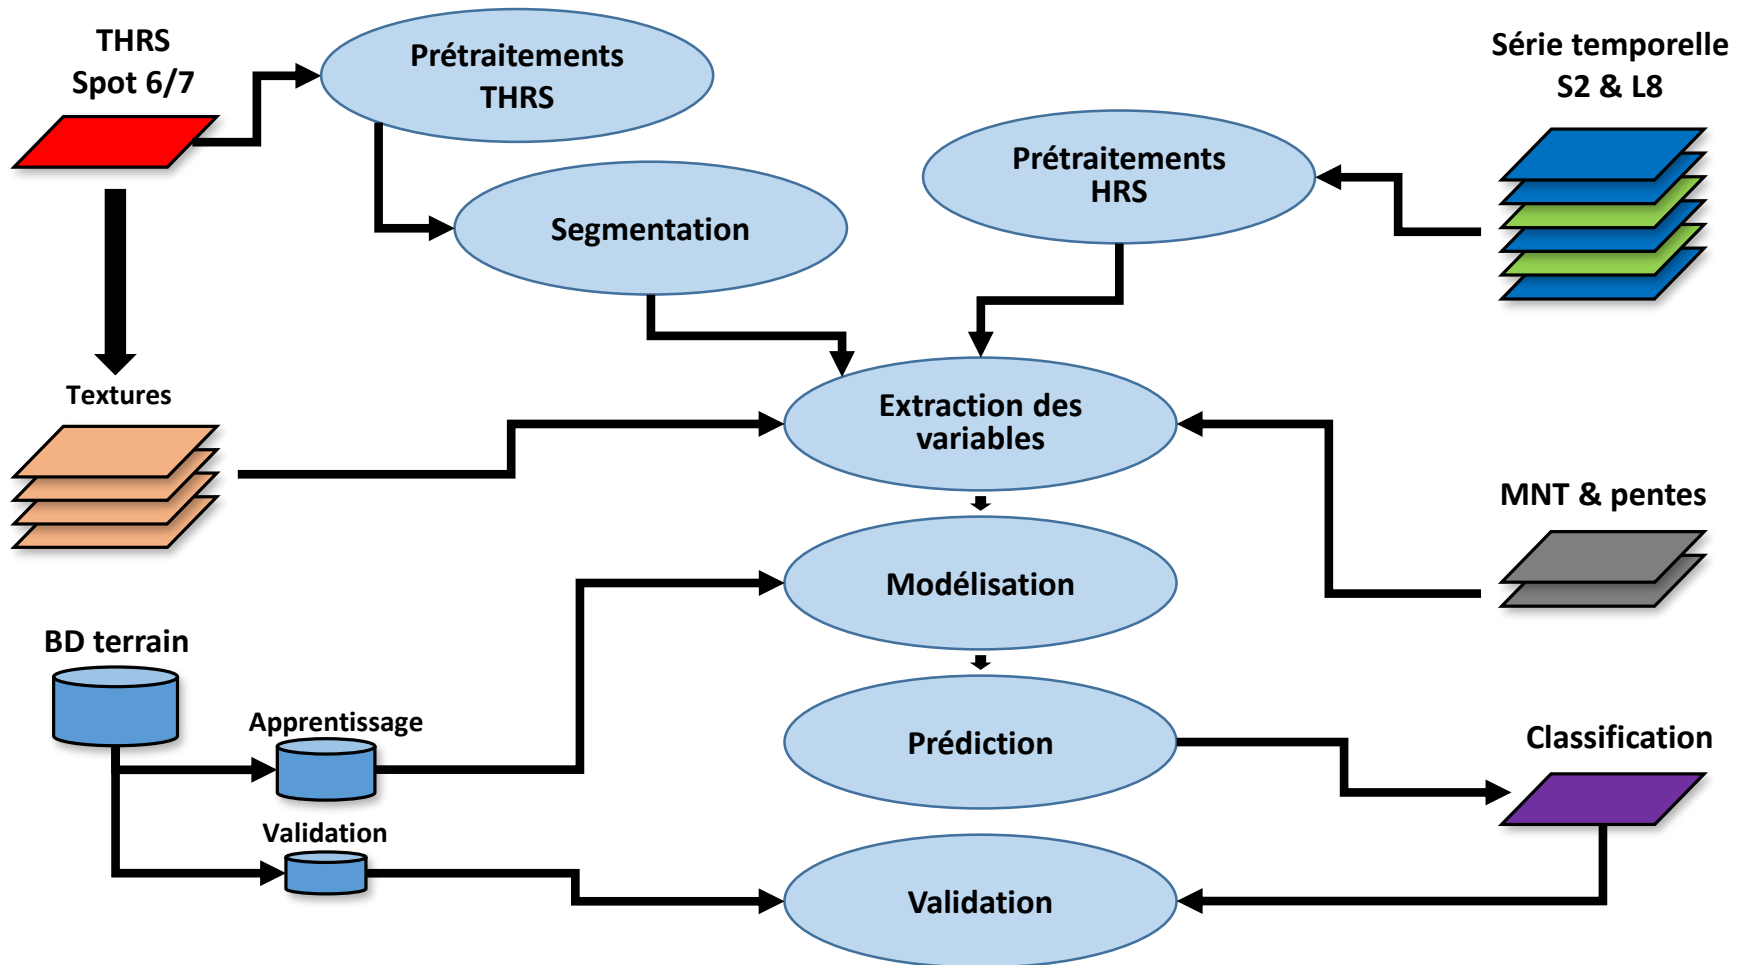 THRS
Spot 6/7
Prétraitements
THRS
Série temporelle
S2 & L8
Prétraitements
HRS
Segmentation
Textures
Extraction des
variables
MNT & pentes
Modélisation
BD terrain
Apprentissage
Prédiction
Classification
Validation
Validation